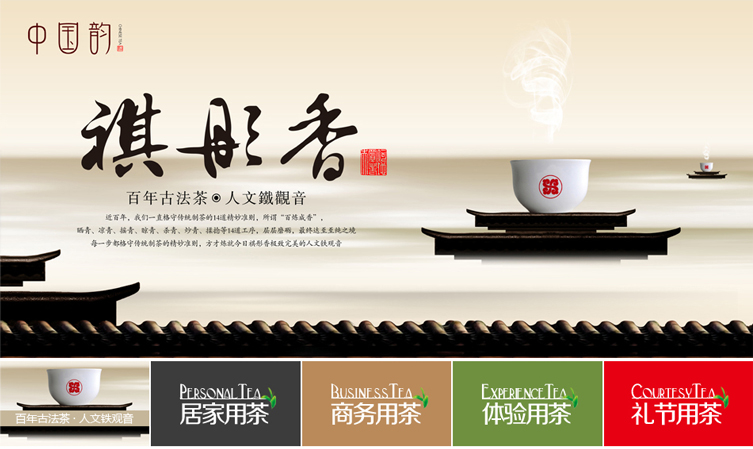 中国韵
祺彤香
百年古法茶◉人文鐵觀音
近百年，我们一直格守传统制茶的14道精妙准则，所谓“百炼成香”，
晒青、凉青、摇青、晾青、杀青、炒青、揉捻等14道工序，层层磨砺，最终达至至纯之境
每一步都格守传统制茶的精妙准则，方才炼就今日祺彤香极致完美的人文铁观音
百年古法茶·人文铁观音
PERSONAL TEA
居家用茶
BUSINESS TEA
商务用茶
EXPERIENCE TEA
体验用茶
COURTESY TEA
礼节用茶